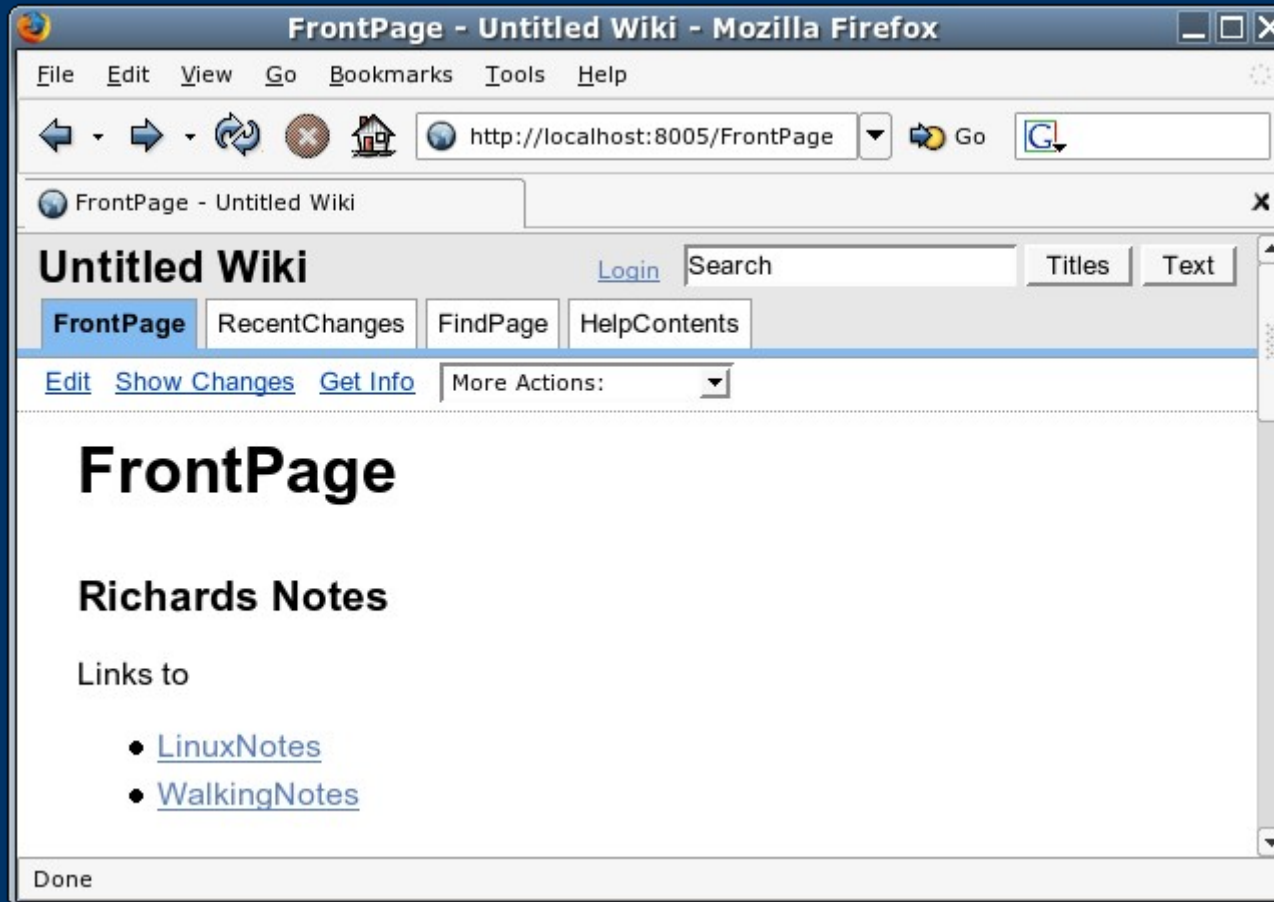 FrontPage - Untitled Wiki - Mozilla Firefox
File Edit View Go Bookmarks Tools Help
http://localhost:8005/FrontPage Go G
FrontPage - Untitled Wiki
Untitled Wiki Login Search Titles Text
FrontPage RecentChanges FindPage HelpContents
Edit Show Changes Get Info More Actions:
FrontPage
Richards Notes
Links to
LinuxNotes
WalkingNotes
Done